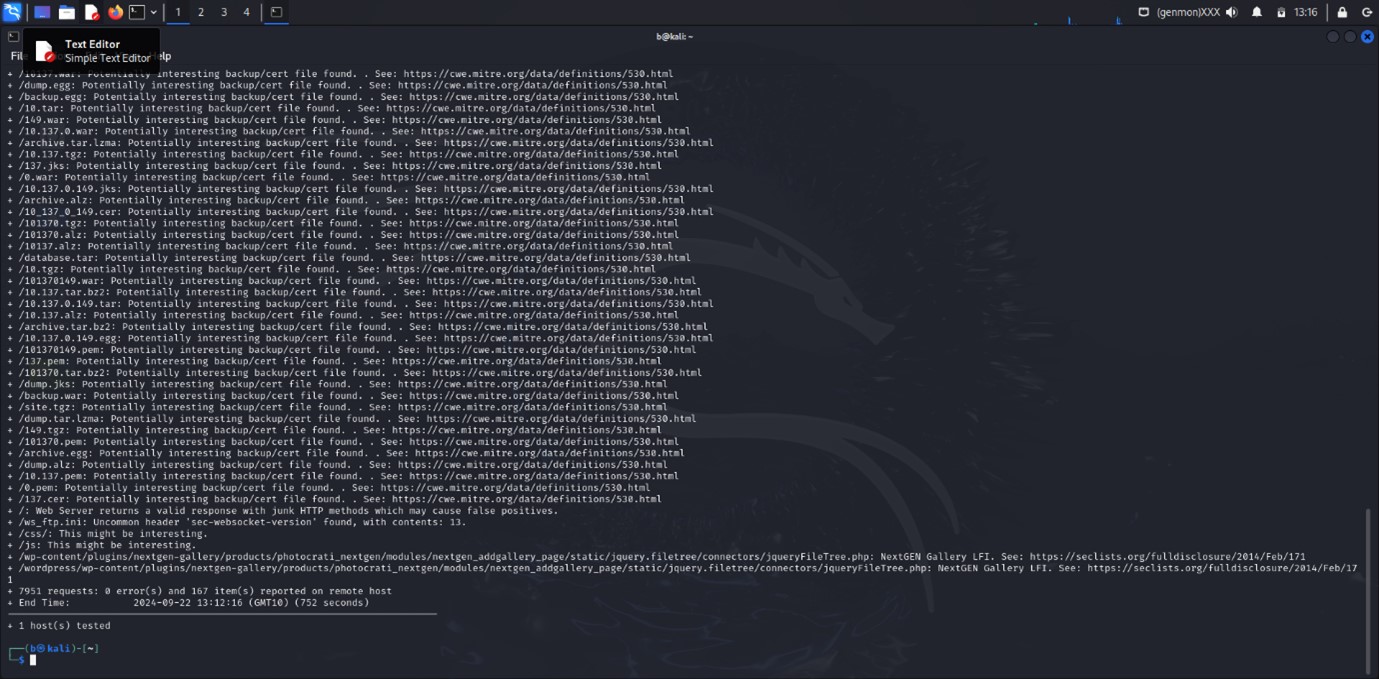 1 2 3 4 (genmon)XXX 13:16
b@kali: ~
Text Editor
Simple Text Editor
File Help
+ /10137.war: Potentially interesting backup/cert file found. . See: https://cwe.mitre.org/data/definitions/530.html
+ /dump.egg: Potentially interesting backup/cert file found. . See: https://cwe.mitre.org/data/definitions/530.html
+ /backup.egg: Potentially interesting backup/cert file found. . See: https://cwe.mitre.org/data/definitions/530.html
+ /10.tar: Potentially interesting backup/cert file found. . See: https://cwe.mitre.org/data/definitions/530.html
+ /149.war: Potentially interesting backup/cert file found. . See: https://cwe.mitre.org/data/definitions/530.html
+ /10.137.0.war: Potentially interesting backup/cert file found. . See: https://cwe.mitre.org/data/definitions/530.html
+ /archive.tar.lzma: Potentially interesting backup/cert file found. . See: https://cwe.mitre.org/data/definitions/530.html
+ /10.137.tgz: Potentially interesting backup/cert file found. . See: https://cwe.mitre.org/data/definitions/530.html
+ /137.jks: Potentially interesting backup/cert file found. . See: https://cwe.mitre.org/data/definitions/530.html
+ /0.war: Potentially interesting backup/cert file found. . See: https://cwe.mitre.org/data/definitions/530.html
+ /10.137.0.149.jks: Potentially interesting backup/cert file found. . See: https://cwe.mitre.org/data/definitions/530.html
+ /archive.alz: Potentially interesting backup/cert file found. . See: https://cwe.mitre.org/data/definitions/530.html
+ /10_137_0_149.cer: Potentially interesting backup/cert file found. . See: https://cwe.mitre.org/data/definitions/530.html
+ /101370.tgz: Potentially interesting backup/cert file found. . See: https://cwe.mitre.org/data/definitions/530.html
+ /101370.alz: Potentially interesting backup/cert file found. . See: https://cwe.mitre.org/data/definitions/530.html
+ /10137.alz: Potentially interesting backup/cert file found. . See: https://cwe.mitre.org/data/definitions/530.html
+ /database.tar: Potentially interesting backup/cert file found. . See: https://cwe.mitre.org/data/definitions/530.html
+ /10.tgz: Potentially interesting backup/cert file found. . See: https://cwe.mitre.org/data/definitions/530.html
+ /101370149.war: Potentially interesting backup/cert file found. . See: https://cwe.mitre.org/data/definitions/530.html
+ /10.137.tar.bz2: Potentially interesting backup/cert file found. . See: https://cwe.mitre.org/data/definitions/530.html
+ /10.137.0.149.tar: Potentially interesting backup/cert file found. . See: https://cwe.mitre.org/data/definitions/530.html
+ /10.137.alz: Potentially interesting backup/cert file found. . See: https://cwe.mitre.org/data/definitions/530.html
+ /archive.tar.bz2: Potentially interesting backup/cert file found. . See: https://cwe.mitre.org/data/definitions/530.html
+ /10.137.0.149.egg: Potentially interesting backup/cert file found. . See: https://cwe.mitre.org/data/definitions/530.html
+ /101370149.pem: Potentially interesting backup/cert file found. . See: https://cwe.mitre.org/data/definitions/530.html
+ /137.pem: Potentially interesting backup/cert file found. . See: https://cwe.mitre.org/data/definitions/530.html
+ /101370.tar.bz2: Potentially interesting backup/cert file found. . See: https://cwe.mitre.org/data/definitions/530.html
+ /dump.jks: Potentially interesting backup/cert file found. . See: https://cwe.mitre.org/data/definitions/530.html
+ /backup.war: Potentially interesting backup/cert file found. . See: https://cwe.mitre.org/data/definitions/530.html
+ /site.tgz: Potentially interesting backup/cert file found. . See: https://cwe.mitre.org/data/definitions/530.html
+ /dump.tar.lzma: Potentially interesting backup/cert file found. . See: https://cwe.mitre.org/data/definitions/530.html
+ /149.tgz: Potentially interesting backup/cert file found. . See: https://cwe.mitre.org/data/definitions/530.html
+ /101370.pem: Potentially interesting backup/cert file found. . See: https://cwe.mitre.org/data/definitions/530.html
+ /archive.egg: Potentially interesting backup/cert file found. . See: https://cwe.mitre.org/data/definitions/530.html
+ /dump.alz: Potentially interesting backup/cert file found. . See: https://cwe.mitre.org/data/definitions/530.html
+ /10.137.pem: Potentially interesting backup/cert file found. . See: https://cwe.mitre.org/data/definitions/530.html
+ /0.pem: Potentially interesting backup/cert file found. . See: https://cwe.mitre.org/data/definitions/530.html
+ /137.cer: Potentially interesting backup/cert file found. . See: https://cwe.mitre.org/data/definitions/530.html
+ /: Web Server returns a valid response with junk HTTP methods which may cause false positives.
+ /ws_ftp.ini: Uncommon header 'sec-websocket-version' found, with contents: 13.
+ /css/: This might be interesting.
+ /js: This might be interesting.
+ /wp-content/plugins/nextgen-gallery/products/photocrati_nextgen/modules/nextgen_addgallery_page/static/jquery.filetree/connectors/jqueryFileTree.php: NextGEN Gallery LFI. See: https://seclists.org/fulldisclosure/2014/Feb/171
+ /wordpress/wp-content/plugins/nextgen-gallery/products/photocrati_nextgen/modules/nextgen_addgallery_page/static/jquery.filetree/connectors/jqueryFileTree.php: NextGEN Gallery LFI. See: https://seclists.org/fulldisclosure/2014/Feb/17
1
+ 7951 requests: 0 error(s) and 167 item(s) reported on remote host
+ End Time: 2024-09-22 13:12:16 (GMT10) (752 seconds)
+ 1 host(s) tested
┌──(b㉿kali)-[~]
└─$